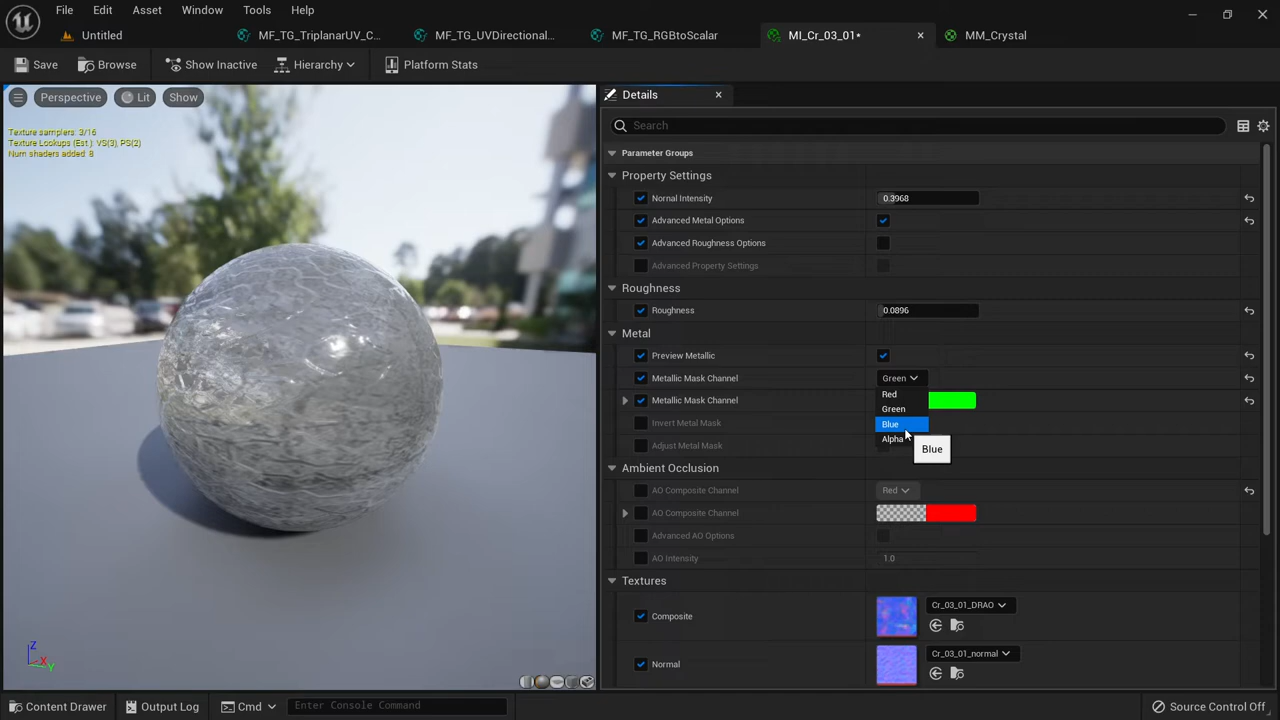 File Edit Asset Window Tools Help
Untitled MF_TG_TriplanarUV_C... MF_TG_UVDirectional... MF_TG_RGBtoScalar MI_Cr_03_01* MM_Crystal
Save Browse Show Inactive Hierarchy Platform Stats
Perspective Lit Show
Texture samplers: 3/16
Texture Lookups (Est.): VS(3), PS(2)
Num shaders added: 8
Z
X
Y
Details
Search
Parameter Groups
Property Settings
Nornal Intensity 0.3968
Advanced Metal Options
Advanced Roughness Options
Advanced Property Settings
Roughness
Roughness 0.0896
Metal
Preview Metallic
Metallic Mask Channel Green
Red
Metallic Mask Channel
Green
Invert Metal Mask Blue
Adjust Metal Mask Alpha
Blue
Ambient Occlusion
AO Composite Channel Red
AO Composite Channel
Advanced AO Options
AO Intensity 1.0
Textures
Composite Cr_03_01_DRAO
Normal Cr_03_01_normal
Content Drawer Output Log Cmd Enter Console Command Source Control Off